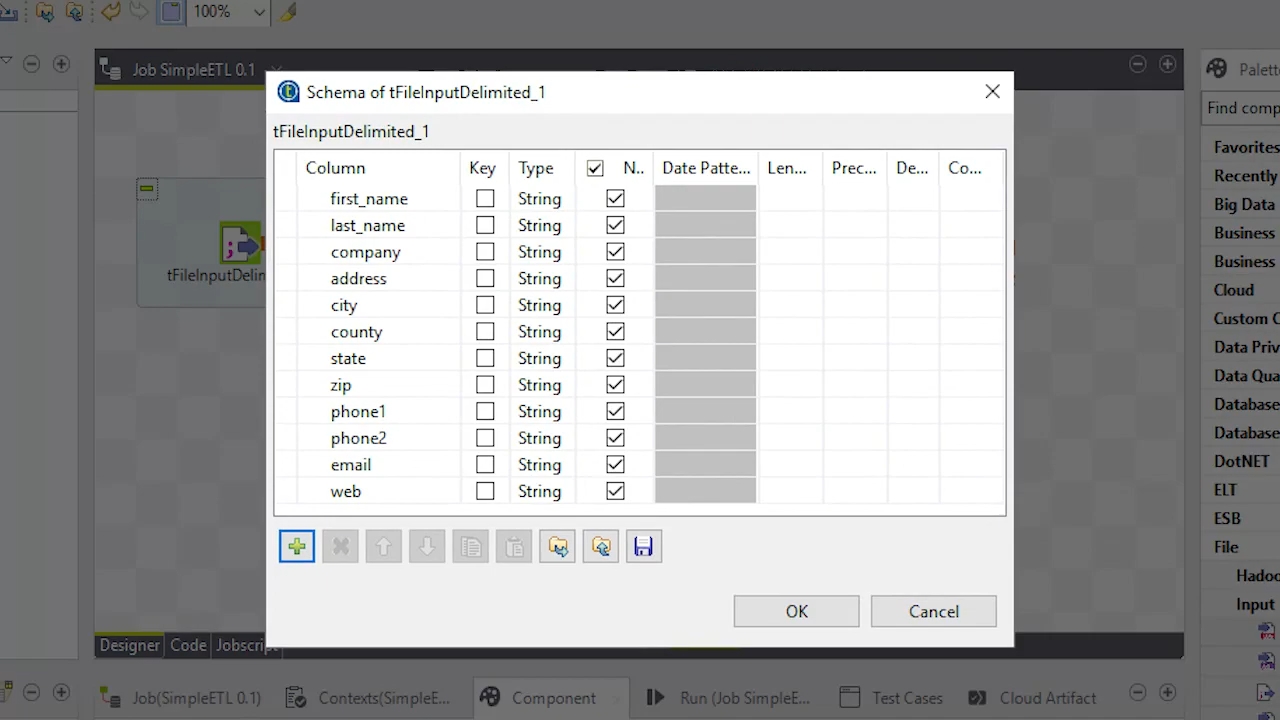 100%
Job SimpleETL 0.1
Palett
Find comp
Favorites
Recently
Big Data
Business
Business
Cloud
Custom C
Data Priv
Data Qua
Database
Database
DotNET
ELT
ESB
File
Hadoo
Input
tFileInputDelin
Schema of tFileInputDelimited_1
tFileInputDelimited_1
Column Key Type N.. Date Patte... Len... Prec... De... Co...
first_name String
last_name String
company String
address String
city String
county String
state String
zip String
phone1 String
phone2 String
email String
web String
OK Cancel
Designer Code Jobscrip
Job(SimpleETL 0.1) Contexts(SimpleE... Component Run (Job SimpleE... Test Cases Cloud Artifact